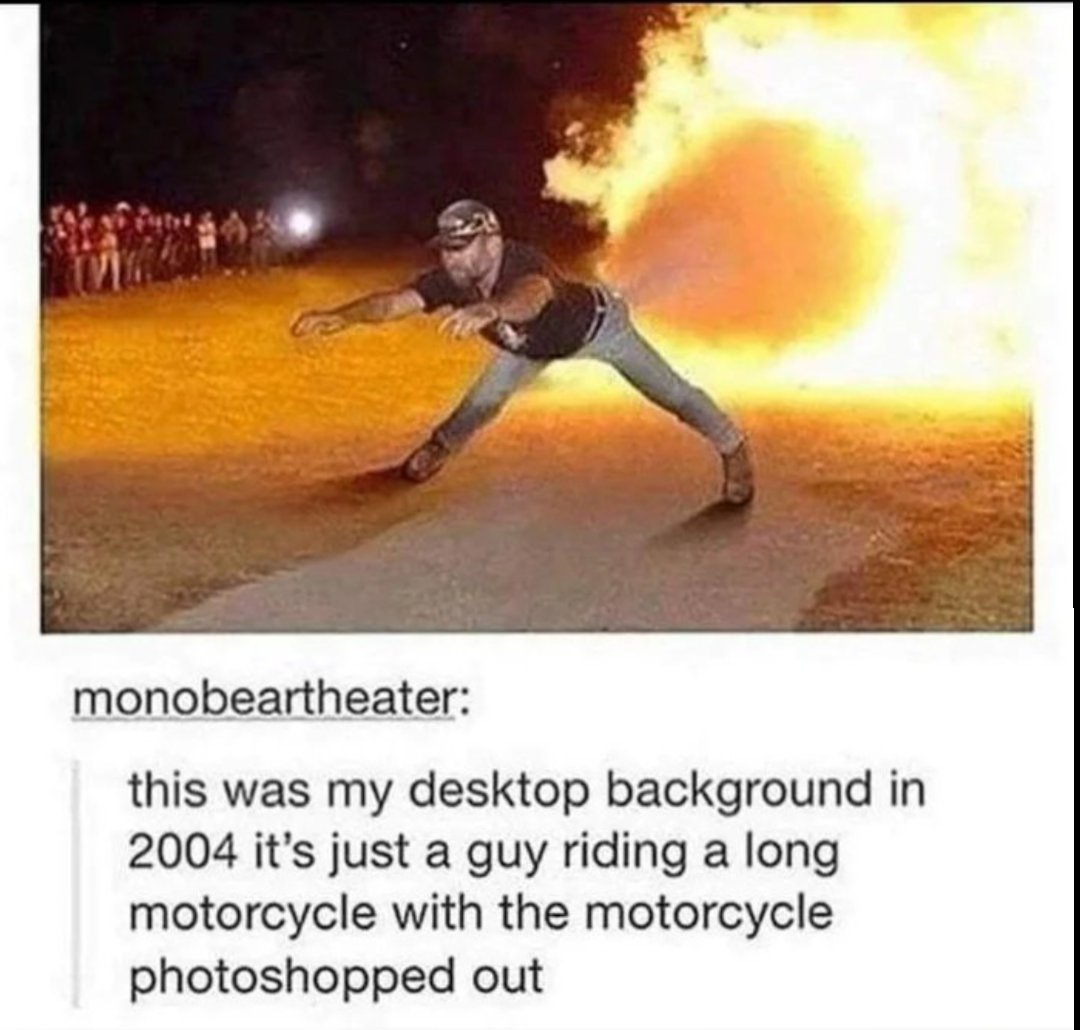 monobeartheater:
this was my desktop background in
2004 it's just a guy riding a long
motorcycle with the motorcycle
photoshopped out